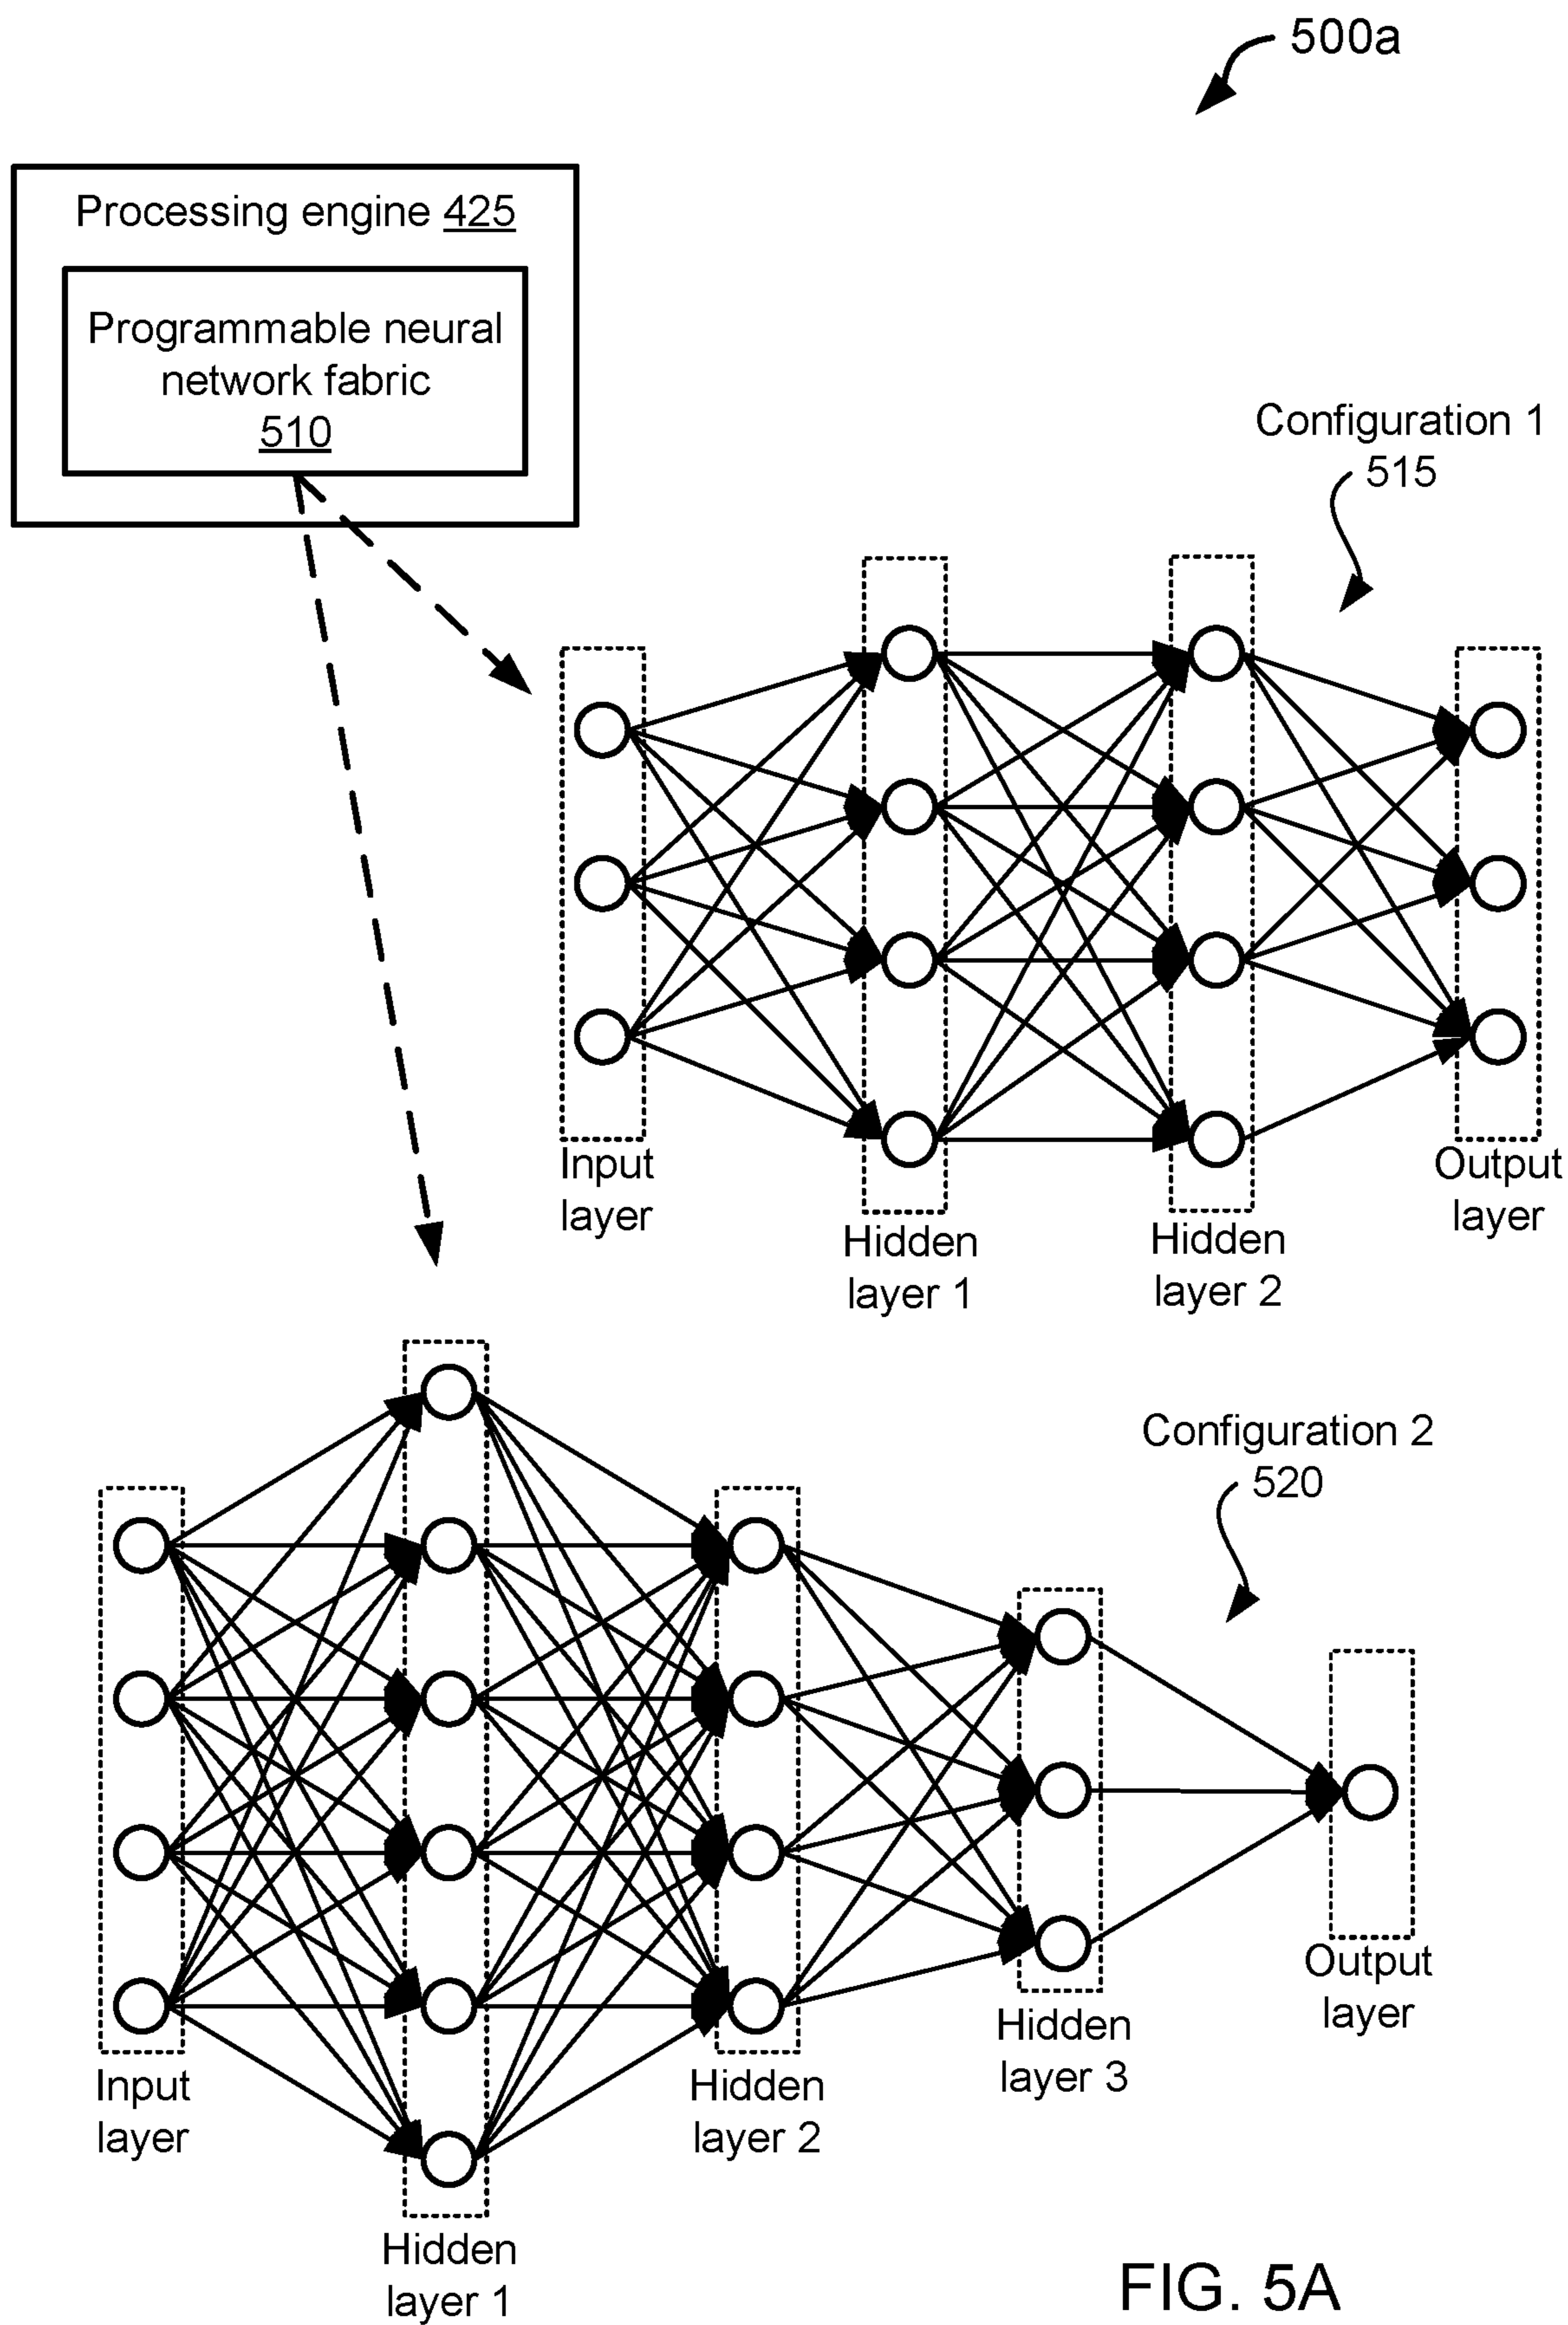 500a
Processing engine 425
Programmable neural
network fabric
510
Configuration 1
515
Input
layer
Hidden
layer 1
Hidden
layer 2
Output
layer
Configuration 2
520
Input
layer
Hidden
layer 1
Hidden
layer 2
Hidden
layer 3
Output
layer
FIG. 5A